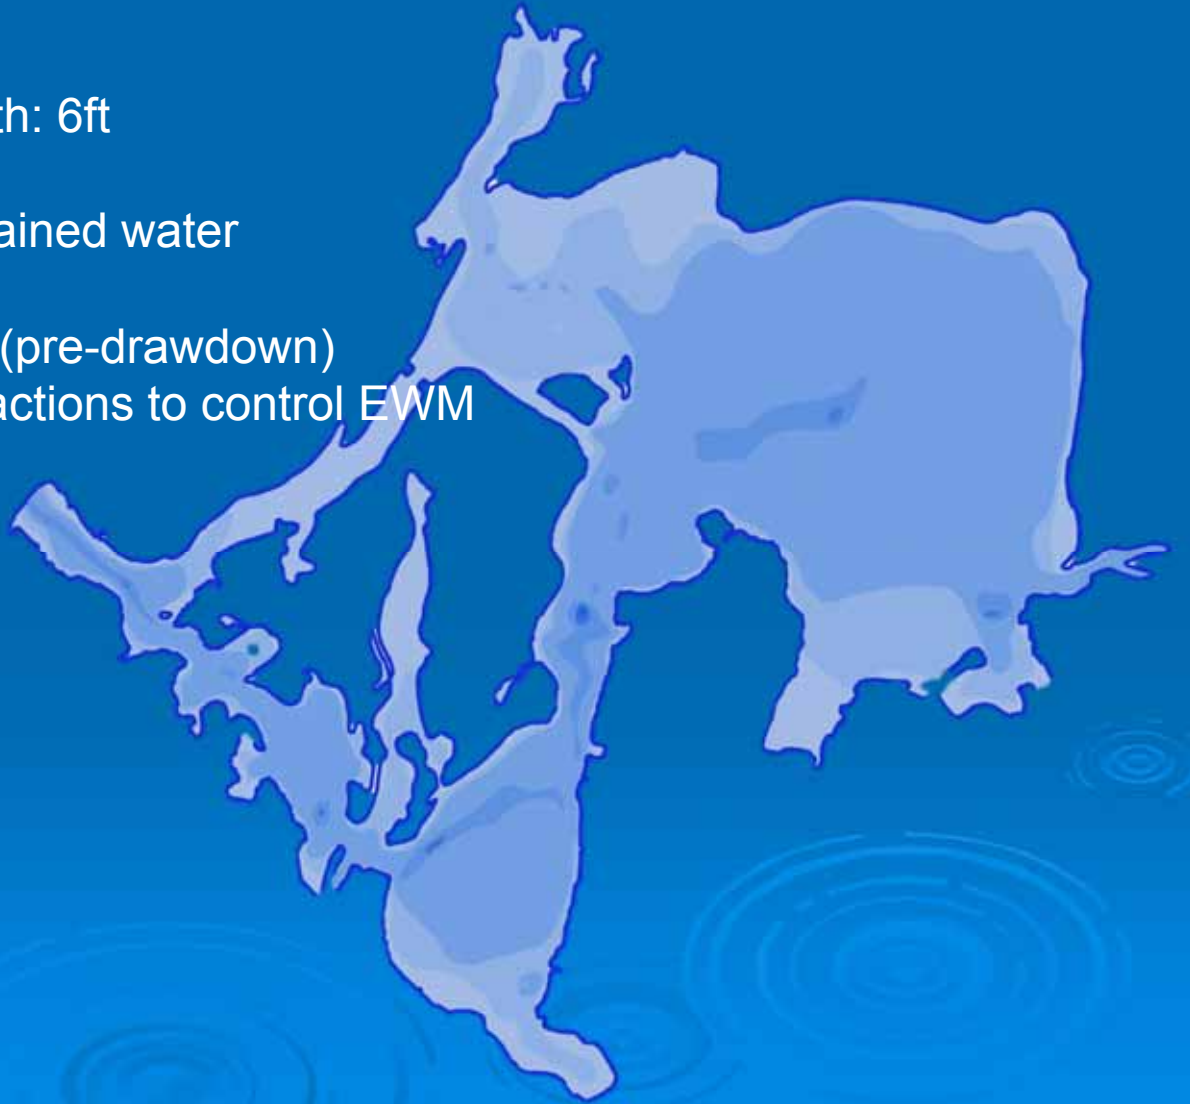 th: 6ft
ained water
(pre-drawdown)
actions to control EWM